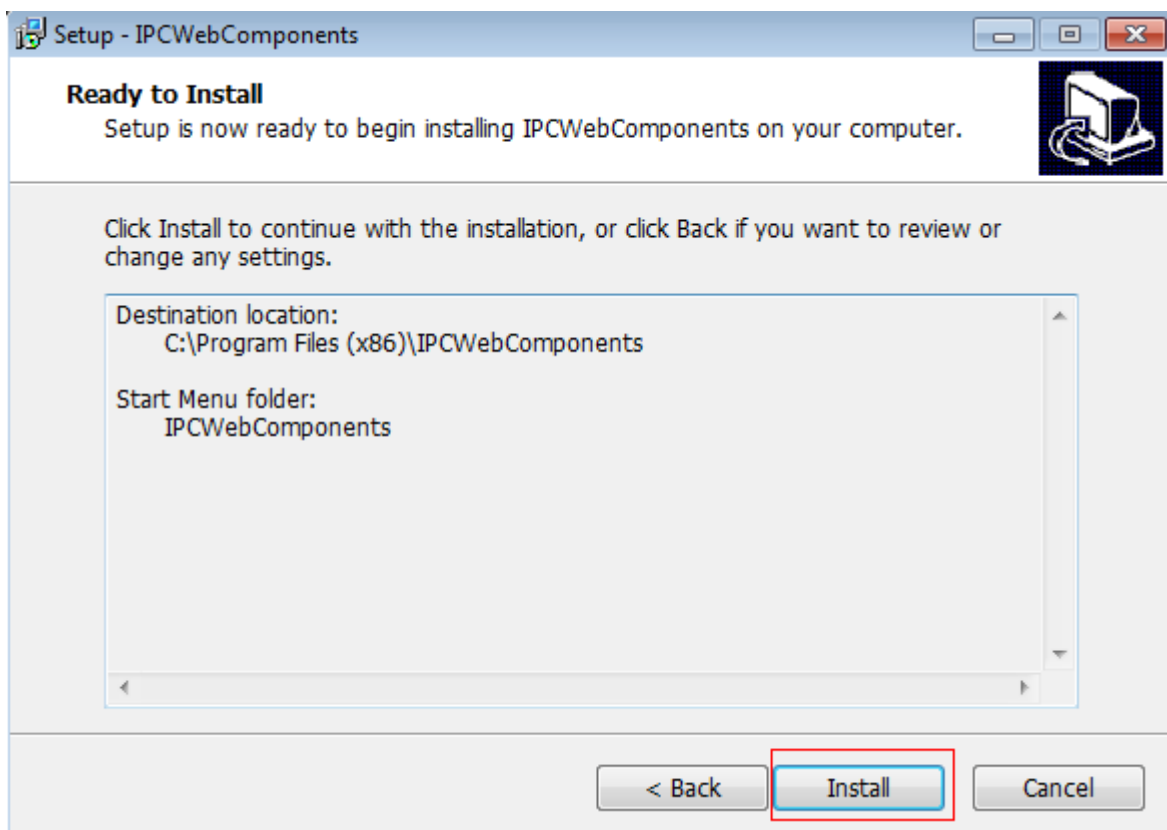 Setup - IPCWebComponents
Ready to Install
Setup is now ready to begin installing IPCWebComponents on your computer.
Click Install to continue with the installation, or click Back if you want to review or
change any settings.
Destination location:
C:\Program Files (x86)\IPCWebComponents
Start Menu folder:
IPCWebComponents
< Back
Install
Cancel